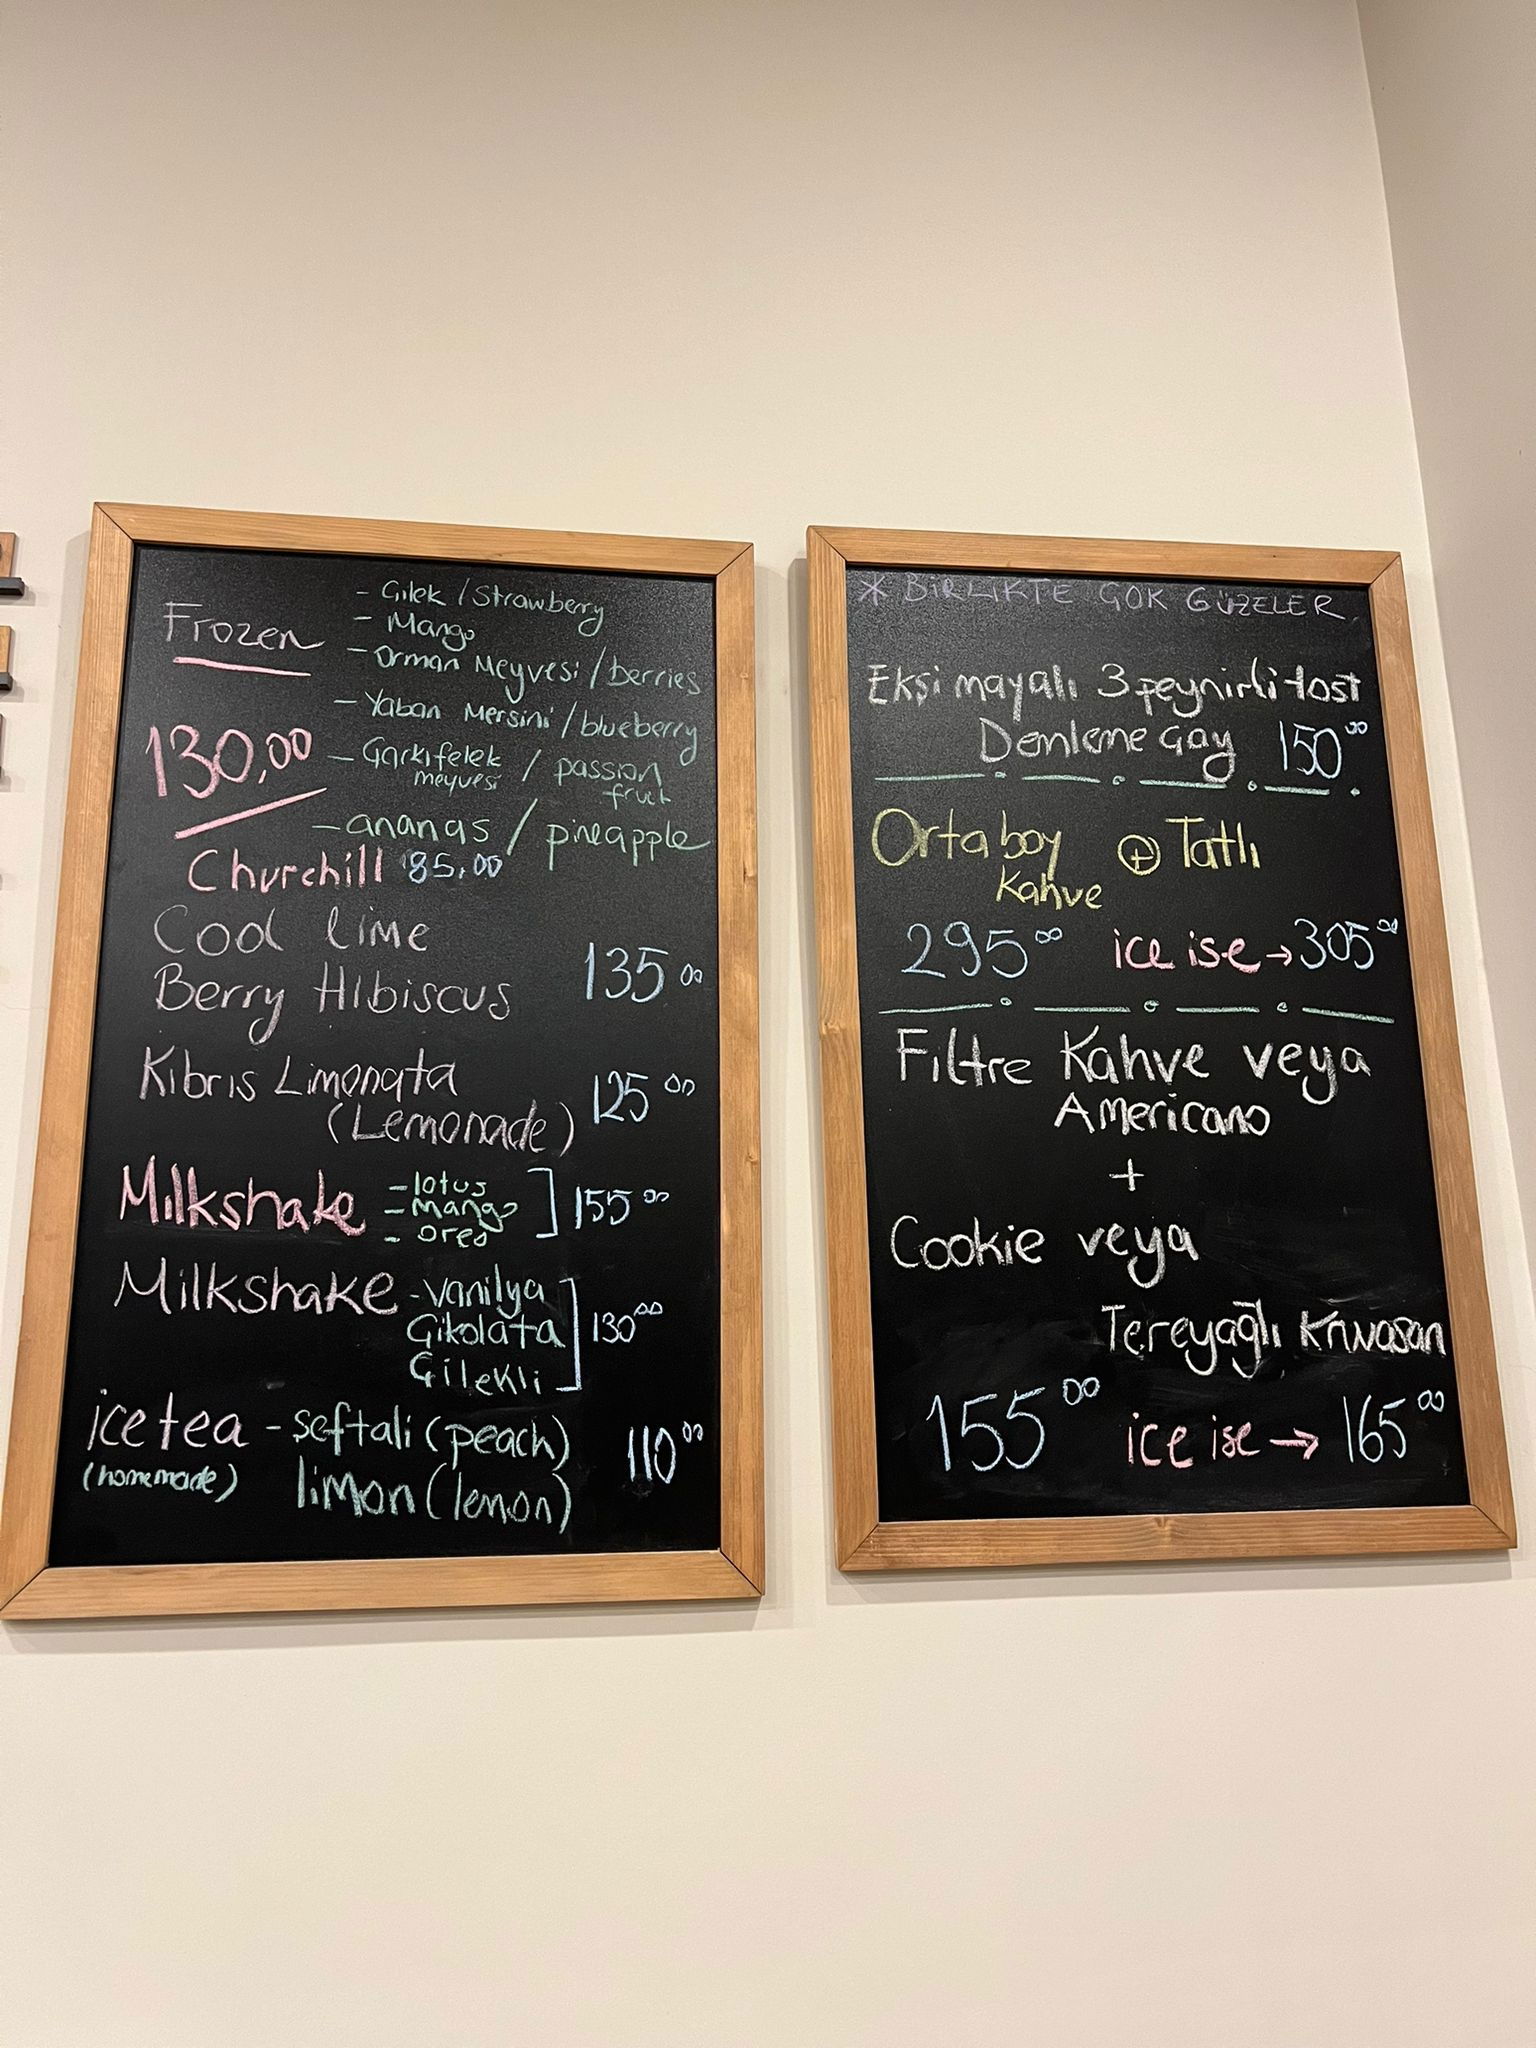 Frozen
130,00
- Çilek / Strawberry
- Mango
- Orman Meyvesi / berries
- Yaban Mersini / blueberry
- Çarkıfelek meyvesi / passion fruit
- ananas / pineapple
Churchill 85,00
Cool lime
Berry Hibiscus 135 00
Kıbrıs Limonata
(Lemonade) 125 00
Milkshake - lotus
- mango
- oreo
155 00
Milkshake - vanilya
Çikolata
Çilekli
130 00
ice tea - şeftali (peach)
(homemade) limon (lemon)
110 00
* BİRLİKTE ÇOK GÜZELER
Ekşi mayalı 3 peynirli tost
Demleme Çay 150 00
Orta boy Kahve + Tatlı
295 00 ice ise → 305 00
Filtre Kahve veya
Americano
+
Cookie veya
Tereyağlı Kruvasan
155 00 ice ise → 165 00